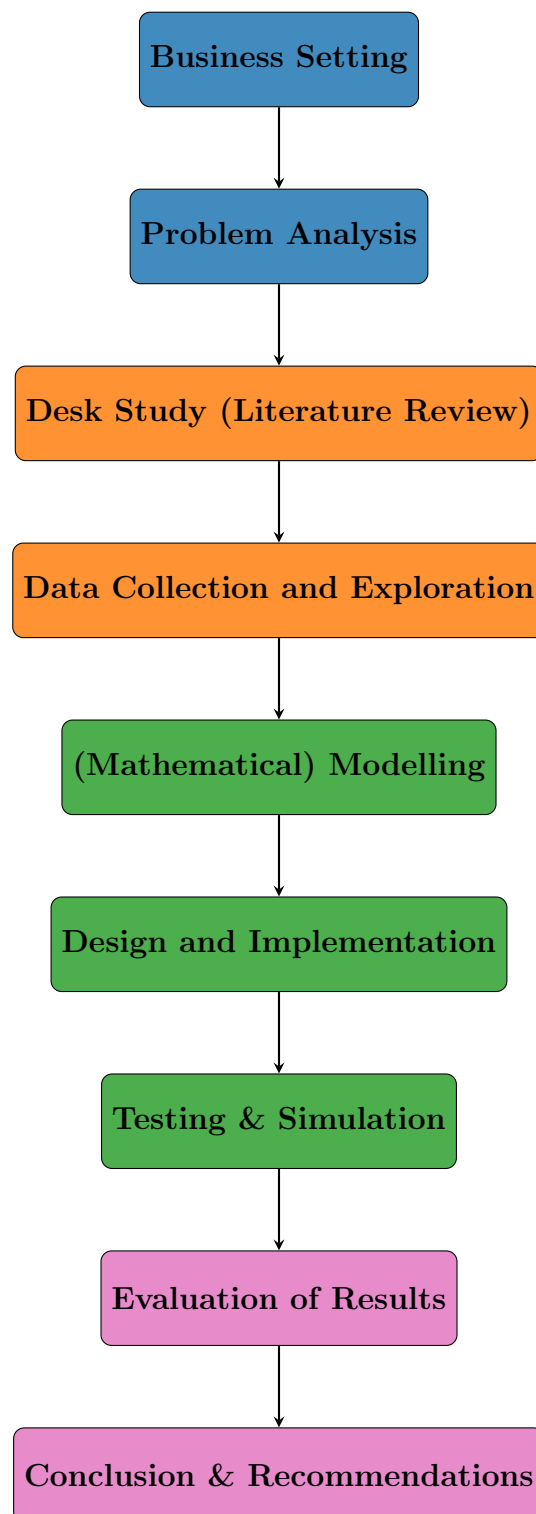 Business Setting
Problem Analysis
Desk Study (Literature Review)
Data Collection and Exploration
(Mathematical) Modelling
Design and Implementation
Testing & Simulation
Evaluation of Results
Conclusion & Recommendations